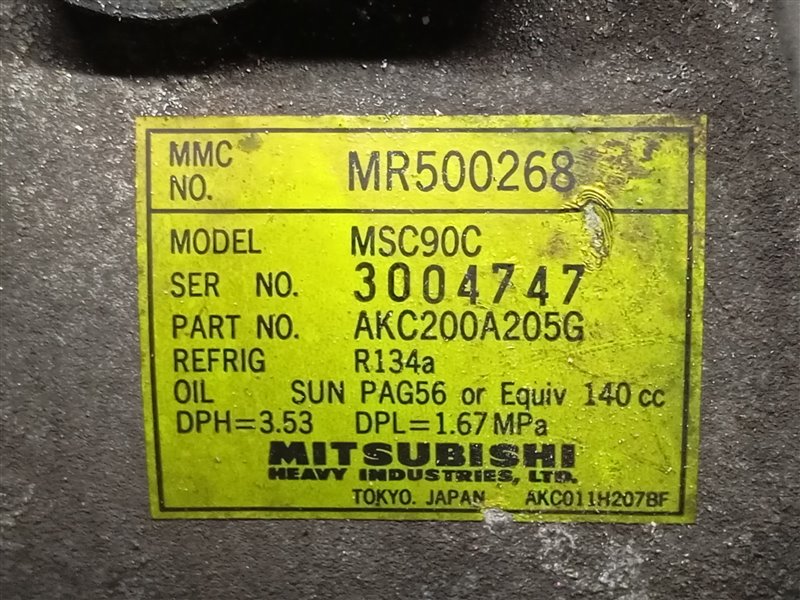 MMC NO. MR500268
MODEL MSC90C
SER NO. 3004747
PART NO. AKC200A205G
REFRIG R134a
OIL SUN PAG56 or Equiv 140 cc
DPH=3.53 DPL=1.67 MPa
MITSUBISHI
HEAVY INDUSTRIES, LTD.
TOKYO. JAPAN AKC011H207BF